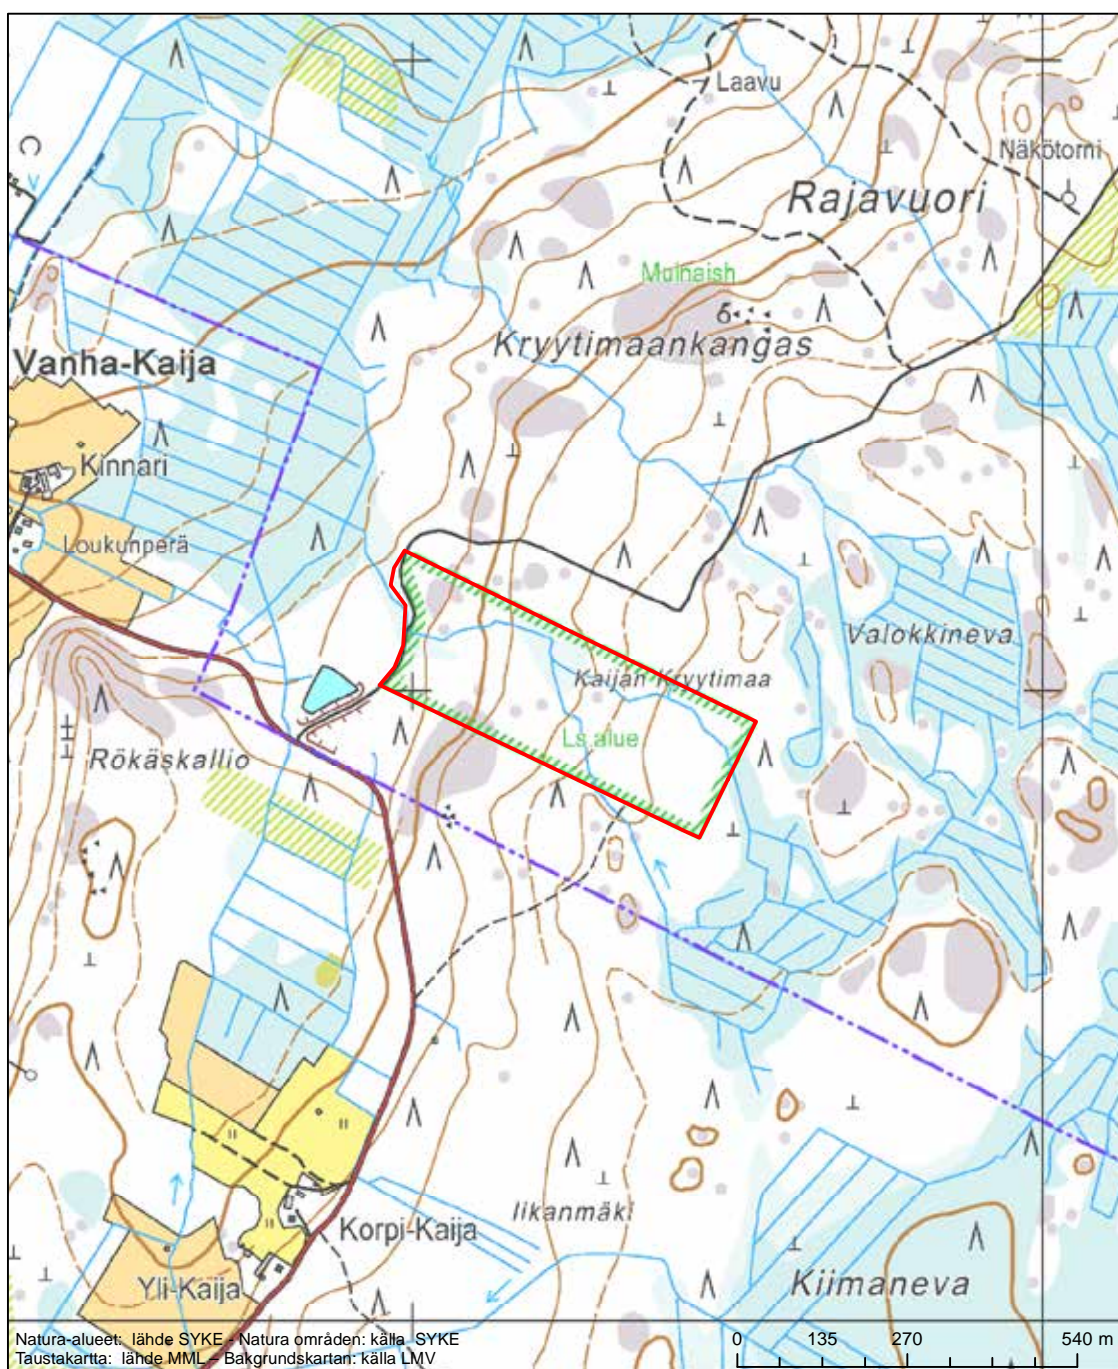 Laavu
C
Näkötorni
Rajavuori
Muinaish
Kryytimaankangas
Vanha-Kaija
Kinnari
Loukunperä
Valokkineva
Kaijan Kryytimaa
Ls alue
Rökäskallio
Iikanmäki
Korpi-Kaija
Yli-Kaija
Kiimaneva
Natura-alueet: lähde SYKE - Natura områden: källa SYKE
Taustakartta: lähde MML - Bakgrundskartan: källa LMV
0 135 270 540 m